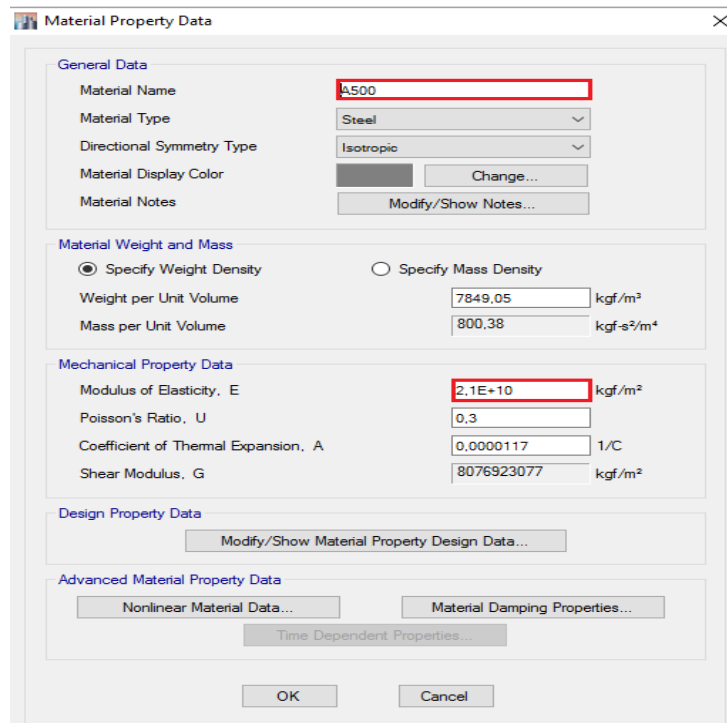 Material Property Data
General Data
Material Name A500
Material Type Steel
Directional Symmetry Type Isotropic
Material Display Color Change...
Material Notes Modify/Show Notes...
Material Weight and Mass
Specify Weight Density Specify Mass Density
Weight per Unit Volume 7849,05 kgf/m³
Mass per Unit Volume 800,38 kgf-s²/m⁴
Mechanical Property Data
Modulus of Elasticity, E 2,1E+10 kgf/m²
Poisson's Ratio, U 0,3
Coefficient of Thermal Expansion, A 0,0000117 1/C
Shear Modulus, G 8076923077 kgf/m²
Design Property Data
Modify/Show Material Property Design Data...
Advanced Material Property Data
Nonlinear Material Data... Material Damping Properties...
Time Dependent Properties...
OK Cancel